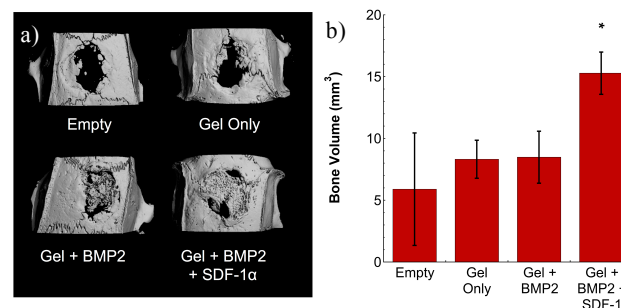 a)
Empty
Gel Only
Gel + BMP2
Gel + BMP2
+ SDF-1α
b)
Bone Volume (mm³)
20
15
10
5
0
*
Empty
Gel
Only
Gel +
BMP2
Gel +
BMP2 +
SDF-1